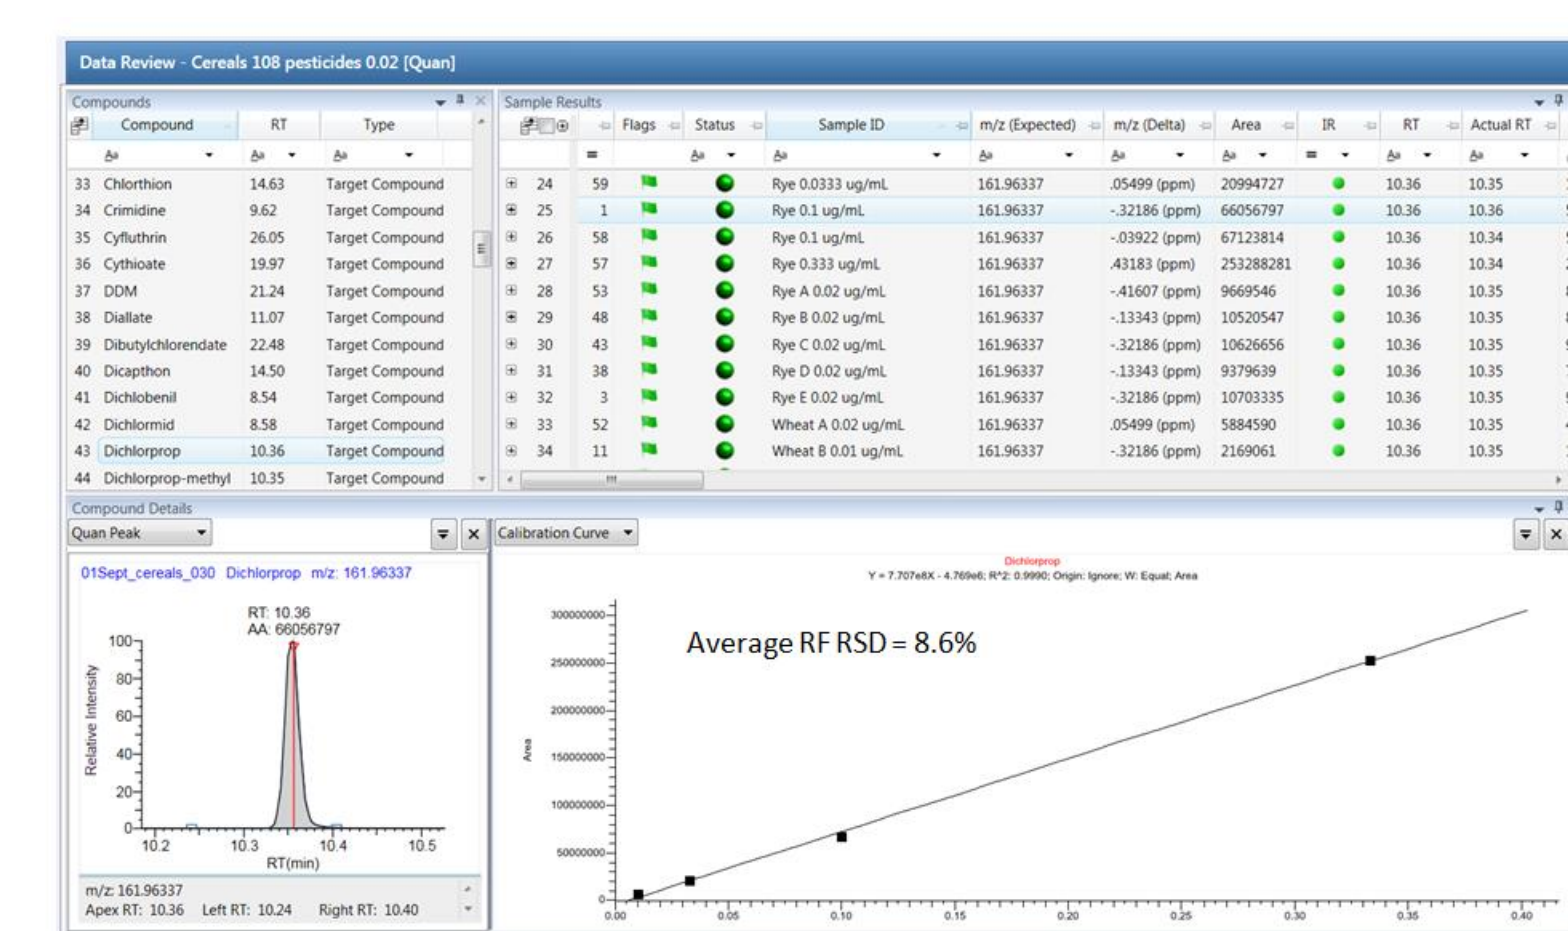 Data Review - Cereals 108 pesticides 0.02 [Quan]
Compounds
Compound RT Type
Aa Aa Aa
33 Chlorthion 14.63 Target Compound
34 Crimidine 9.62 Target Compound
35 Cyfluthrin 26.05 Target Compound
36 Cythioate 19.97 Target Compound
37 DDM 21.24 Target Compound
38 Diallate 11.07 Target Compound
39 Dibutylchlorendate 22.48 Target Compound
40 Dicapthon 14.50 Target Compound
41 Dichlobenil 8.54 Target Compound
42 Dichlormid 8.58 Target Compound
43 Dichlorprop 10.36 Target Compound
44 Dichlorprop-methyl 10.35 Target Compound
Sample Results
Flags Status Sample ID m/z (Expected) m/z (Delta) Area IR RT Actual RT
= Aa Aa Aa Aa Aa = Aa Aa
24 59 Rye 0.0333 ug/mL 161.96337 .05499 (ppm) 20994727 10.36 10.35
25 1 Rye 0.1 ug/mL 161.96337 -.32186 (ppm) 66056797 10.36 10.36
26 58 Rye 0.1 ug/mL 161.96337 -.03922 (ppm) 67123814 10.36 10.34
27 57 Rye 0.333 ug/mL 161.96337 .43183 (ppm) 253288281 10.36 10.34
28 53 Rye A 0.02 ug/mL 161.96337 -.41607 (ppm) 9669546 10.36 10.35
29 48 Rye B 0.02 ug/mL 161.96337 -.13343 (ppm) 10520547 10.36 10.35
30 43 Rye C 0.02 ug/mL 161.96337 -.32186 (ppm) 10626656 10.36 10.35
31 38 Rye D 0.02 ug/mL 161.96337 -.13343 (ppm) 9379639 10.36 10.35
32 3 Rye E 0.02 ug/mL 161.96337 -.32186 (ppm) 10703335 10.36 10.35
33 52 Wheat A 0.02 ug/mL 161.96337 .05499 (ppm) 5884590 10.36 10.35
34 11 Wheat B 0.01 ug/mL 161.96337 -.32186 (ppm) 2169061 10.36 10.35
Compound Details
Quan Peak
01Sept_cereals_030 Dichlorprop m/z: 161.96337
RT: 10.36
AA: 66056797
100
80
60
40
20
0
Relative Intensity
10.2 10.3 10.4 10.5
RT(min)
m/z: 161.96337
Apex RT: 10.36 Left RT: 10.24 Right RT: 10.40
Calibration Curve
Dichlorprop
Y = 7.707e8X - 4.769e6; R^2: 0.9990; Origin: Ignore; W: Equal; Area
Average RF RSD = 8.6%
300000000
250000000
200000000
150000000
100000000
50000000
0
Area
0.00 0.05 0.10 0.15 0.20 0.25 0.30 0.35 0.40